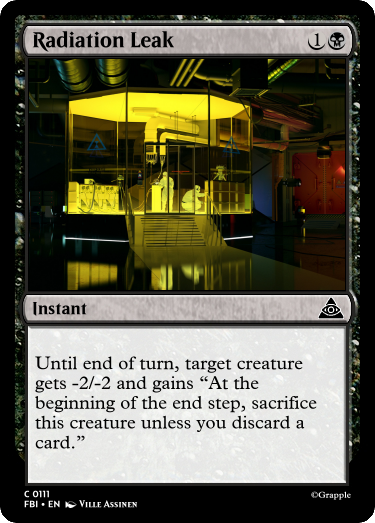 Radiation Leak 1
Instant
Until end of turn, target creature
gets -2/-2 and gains “At the
beginning of the end step, sacrifice
this creature unless you discard a
card.”
C 0111
FBI • EN Ville Assinen
©Grapple